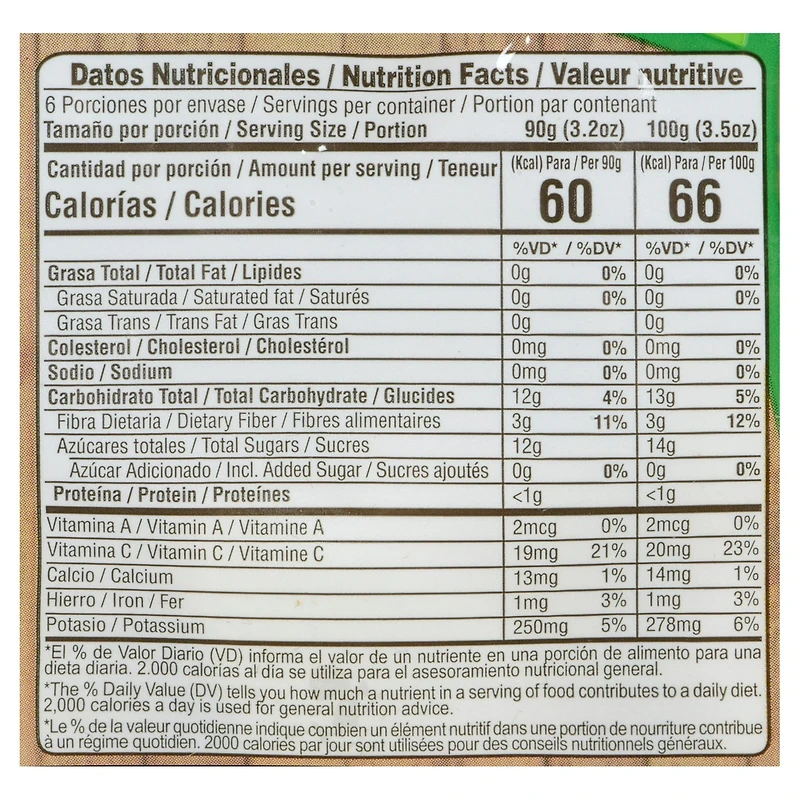 Datos Nutricionales / Nutrition Facts / Valeur nutritive
6 Porciones por envase / Servings per container / Portion par contenant
Tamaño por porción / Serving Size / Portion 90g (3.2oz) 100g (3.5oz)
Cantidad por porción / Amount per serving / Teneur (Kcal) Para / Per 90g (Kcal) Para / Per 100g
Calorías / Calories 60 66
%VD* / %DV* %VD* / %DV*
Grasa Total / Total Fat / Lipides 0g 0% 0g 0%
Grasa Saturada / Saturated fat / Saturés 0g 0% 0g 0%
Grasa Trans / Trans Fat / Gras Trans 0g 0g
Colesterol / Cholesterol / Cholestérol 0mg 0% 0mg 0%
Sodio / Sodium 0mg 0% 0mg 0%
Carbohidrato Total / Total Carbohydrate / Glucides 12g 4% 13g 5%
Fibra Dietaria / Dietary Fiber / Fibres alimentaires 3g 11% 3g 12%
Azúcares totales / Total Sugars / Sucres 12g 14g
Azúcar Adicionado / Incl. Added Sugar / Sucres ajoutés 0g 0% 0g 0%
Proteína / Protein / Proteínes <1g <1g
Vitamina A / Vitamin A / Vitamine A 2mcg 0% 2mcg 0%
Vitamina C / Vitamin C / Vitamine C 19mg 21% 20mg 23%
Calcio / Calcium 13mg 1% 14mg 1%
Hierro / Iron / Fer 1mg 3% 1mg 3%
Potasio / Potassium 250mg 5% 278mg 6%
*El % de Valor Diario (VD) informa el valor de un nutriente en una porción de alimento para una
dieta diaria. 2.000 calorías al día se utiliza para el asesoramiento nutricional general.
*The % Daily Value (DV) tells you how much a nutrient in a serving of food contributes to a daily diet.
2,000 calories a day is used for general nutrition advice.
*Le % de la valeur quotidienne indique combien un élément nutritif dans une portion de nourriture contribue
à un régime quotidien. 2000 calories par jour sont utilisées pour des conseils nutritionnels généraux.